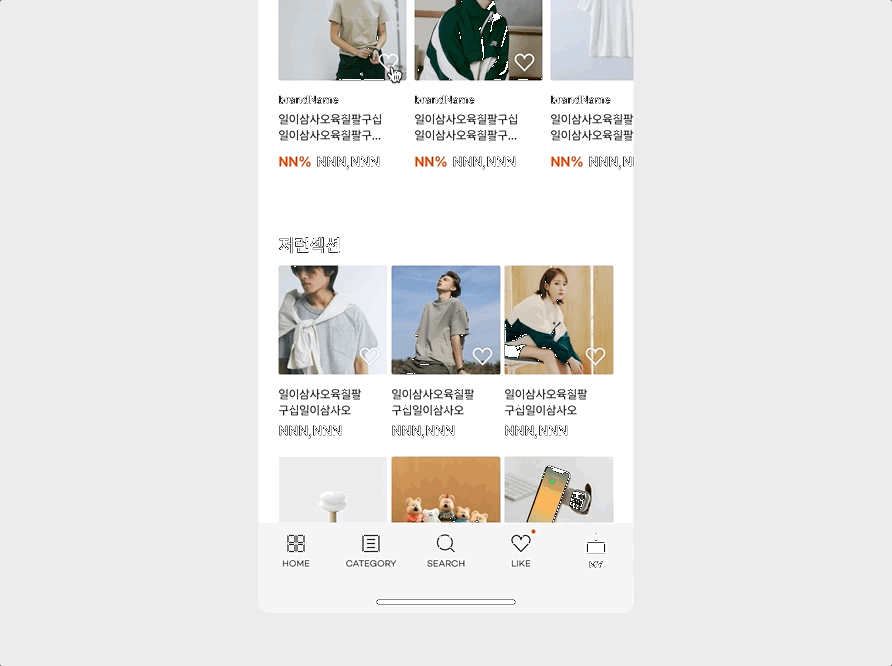 brandName
brandName
brandName
일이삼사오육칠팔구십
일이삼사오육칠팔구십
일이삼사오육칠팔
일이삼사오육칠팔구...
일이삼사오육칠팔구...
일이삼사오육칠팔
NN% NNN,NNN
NN% NNN,NNN
NN% NNN,N
저런섹션
일이삼사오육칠팔
구십일이삼사오
NNN,NNN
일이삼사오육칠팔
구십일이삼사오
NNN,NNN
일이삼사오육칠팔
구십일이삼사오
NNN,NNN
HOME
CATEGORY
SEARCH
LIKE
MY